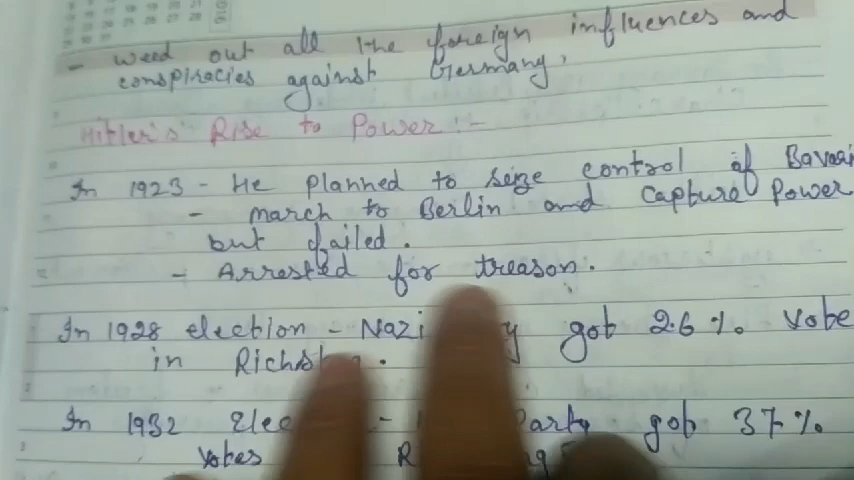 - weed out all the foreign influences and
conspiracies against Germany.
Hitler's Rise to Power :-
In 1923 - He planned to seize control of
- march to Berlin and capture Power
but failed.
- Arrested for treason.
In 1928 election - Nazi got 2.6 % Vote
in
In 1932 - Party got 37 %
Votes